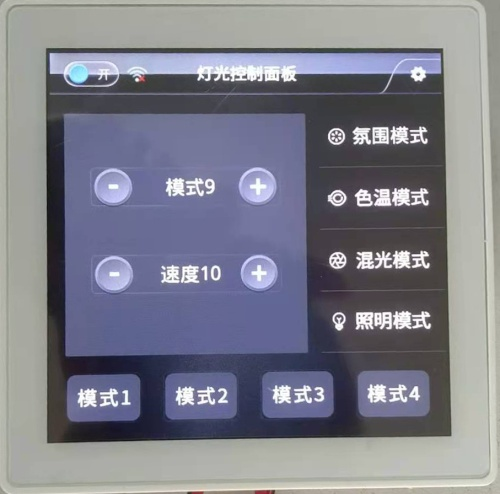 开
灯光控制面板
氛围模式
模式9
色温模式
混光模式
速度10
照明模式
模式1
模式2
模式3
模式4